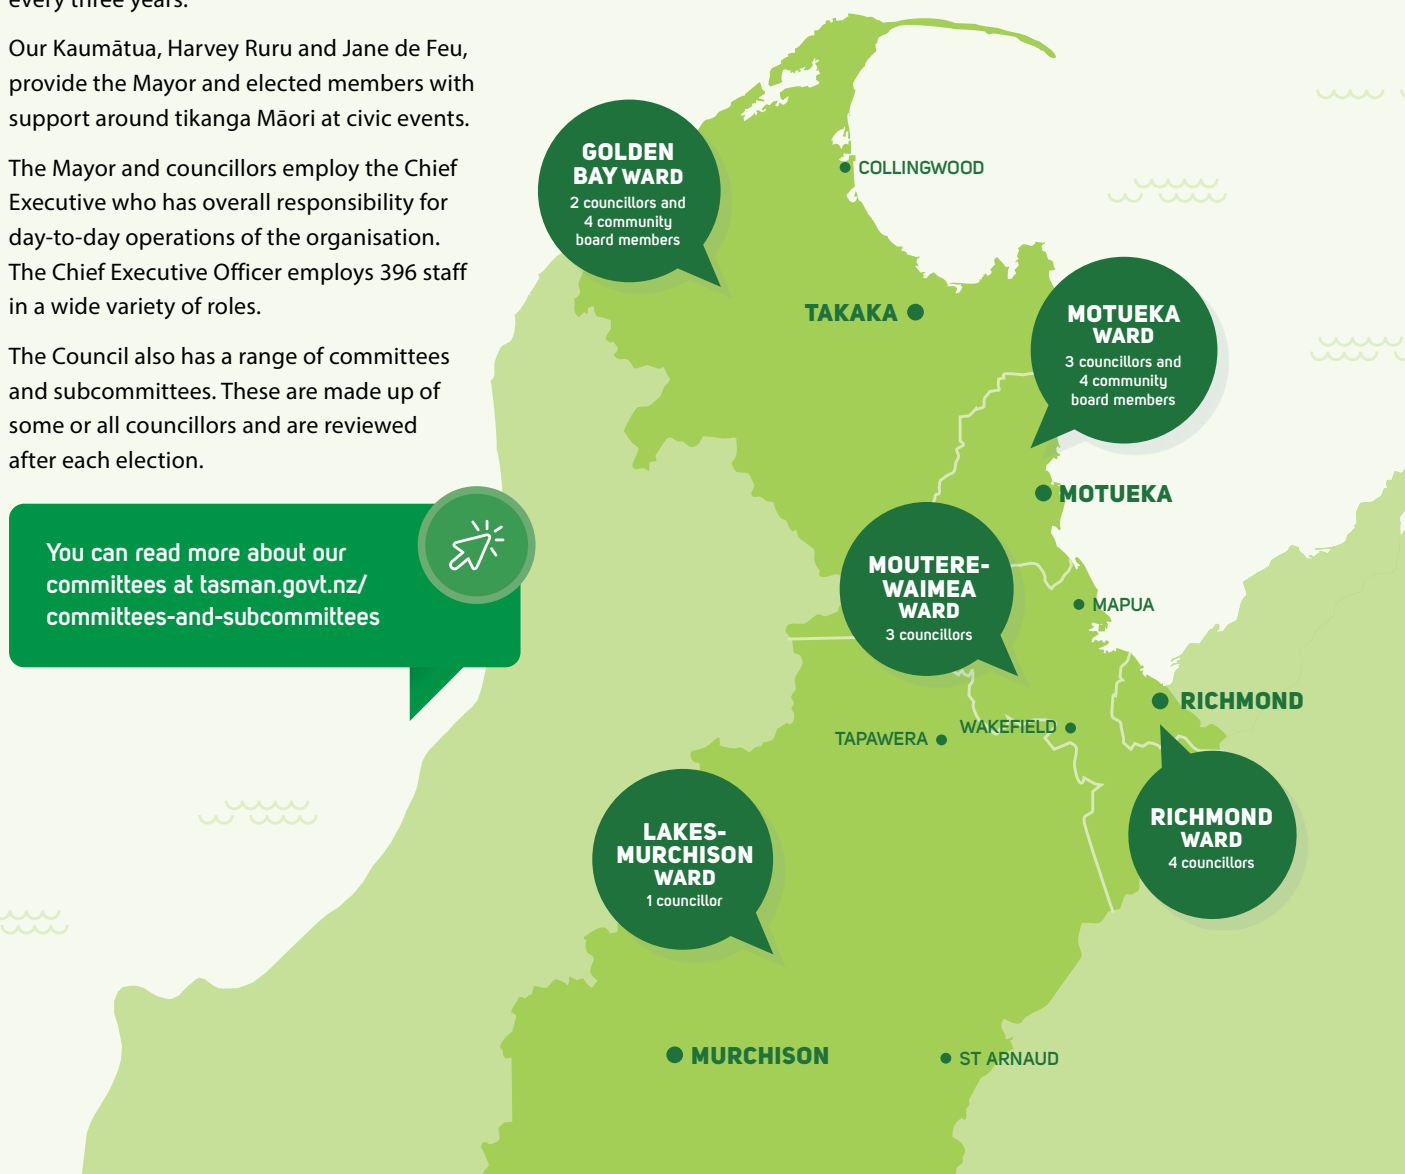 every three years.
Our Kaumātua, Harvey Ruru and Jane de Feu,
provide the Mayor and elected members with
support around tikanga Māori at civic events.
The Mayor and councillors employ the Chief
Executive who has overall responsibility for
day-to-day operations of the organisation.
The Chief Executive Officer employs 396 staff
in a wide variety of roles.
The Council also has a range of committees
and subcommittees. These are made up of
some or all councillors and are reviewed
after each election.
You can read more about our
committees at tasman.govt.nz/
committees-and-subcommittees
GOLDEN
BAY WARD
2 councillors and
4 community
board members
COLLINGWOOD
TAKAKA
MOTUEKA
WARD
3 councillors and
4 community
board members
MOTUEKA
MOUTERE-
WAIMEA
WARD
3 councillors
MAPUA
RICHMOND
WAKEFIELD
TAPAWERA
RICHMOND
WARD
4 councillors
LAKES-
MURCHISON
WARD
1 councillor
MURCHISON
ST ARNAUD